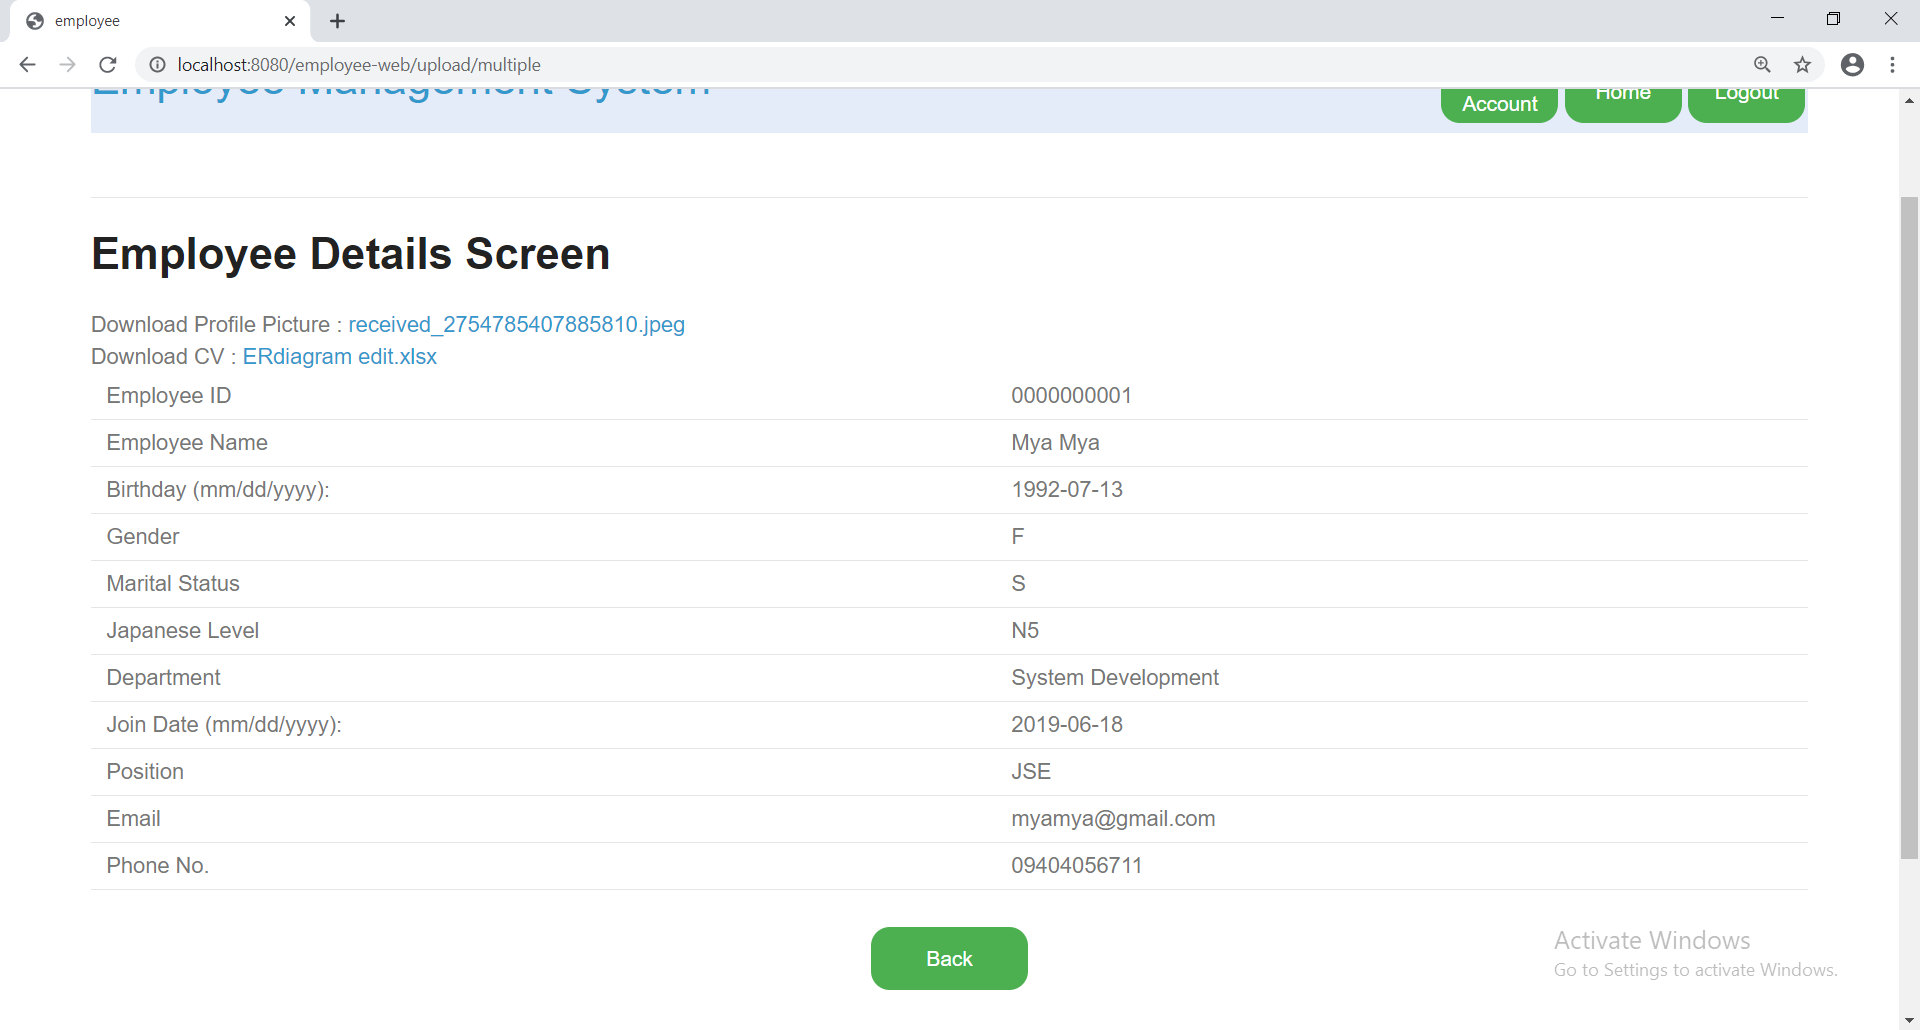 employee
localhost:8080/employee-web/upload/multiple
Employee Management System
Account Home Logout
Employee Details Screen
Download Profile Picture : received_2754785407885810.jpeg
Download CV : ERdiagram edit.xlsx
Employee ID 0000000001
Employee Name Mya Mya
Birthday (mm/dd/yyyy): 1992-07-13
Gender F
Marital Status S
Japanese Level N5
Department System Development
Join Date (mm/dd/yyyy): 2019-06-18
Position JSE
Email myamya@gmail.com
Phone No. 09404056711
Back
Activate Windows
Go to Settings to activate Windows.